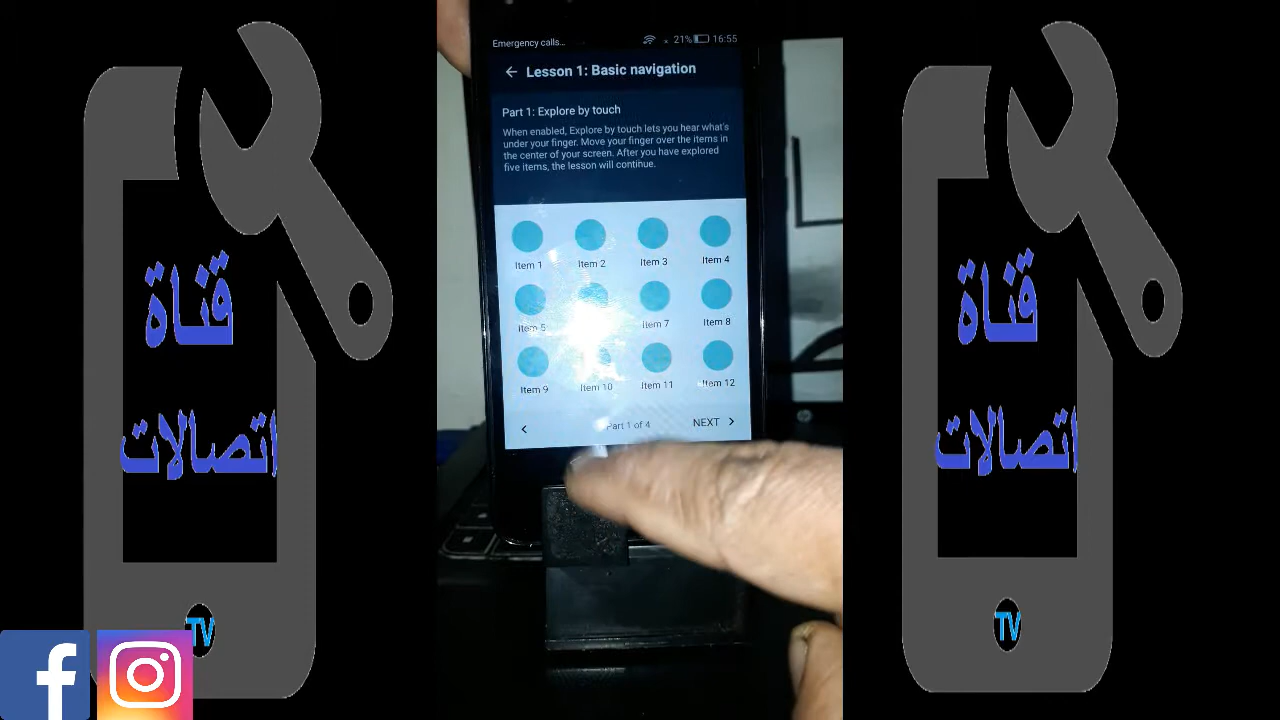 Emergency calls... 21% 16:55
Lesson 1: Basic navigation
Part 1: Explore by touch
When enabled, Explore by touch lets you hear what's
under your finger. Move your finger over the items in
the center of your screen. After you have explored
five items, the lesson will continue.
Item 1 Item 2 Item 3 Item 4
Item 5 Item 7 Item 8
Item 9 Item 10 Item 11 Item 12
Part 1 of 4 NEXT
قناة
اتصالات
TV
قناة
اتصالات
TV